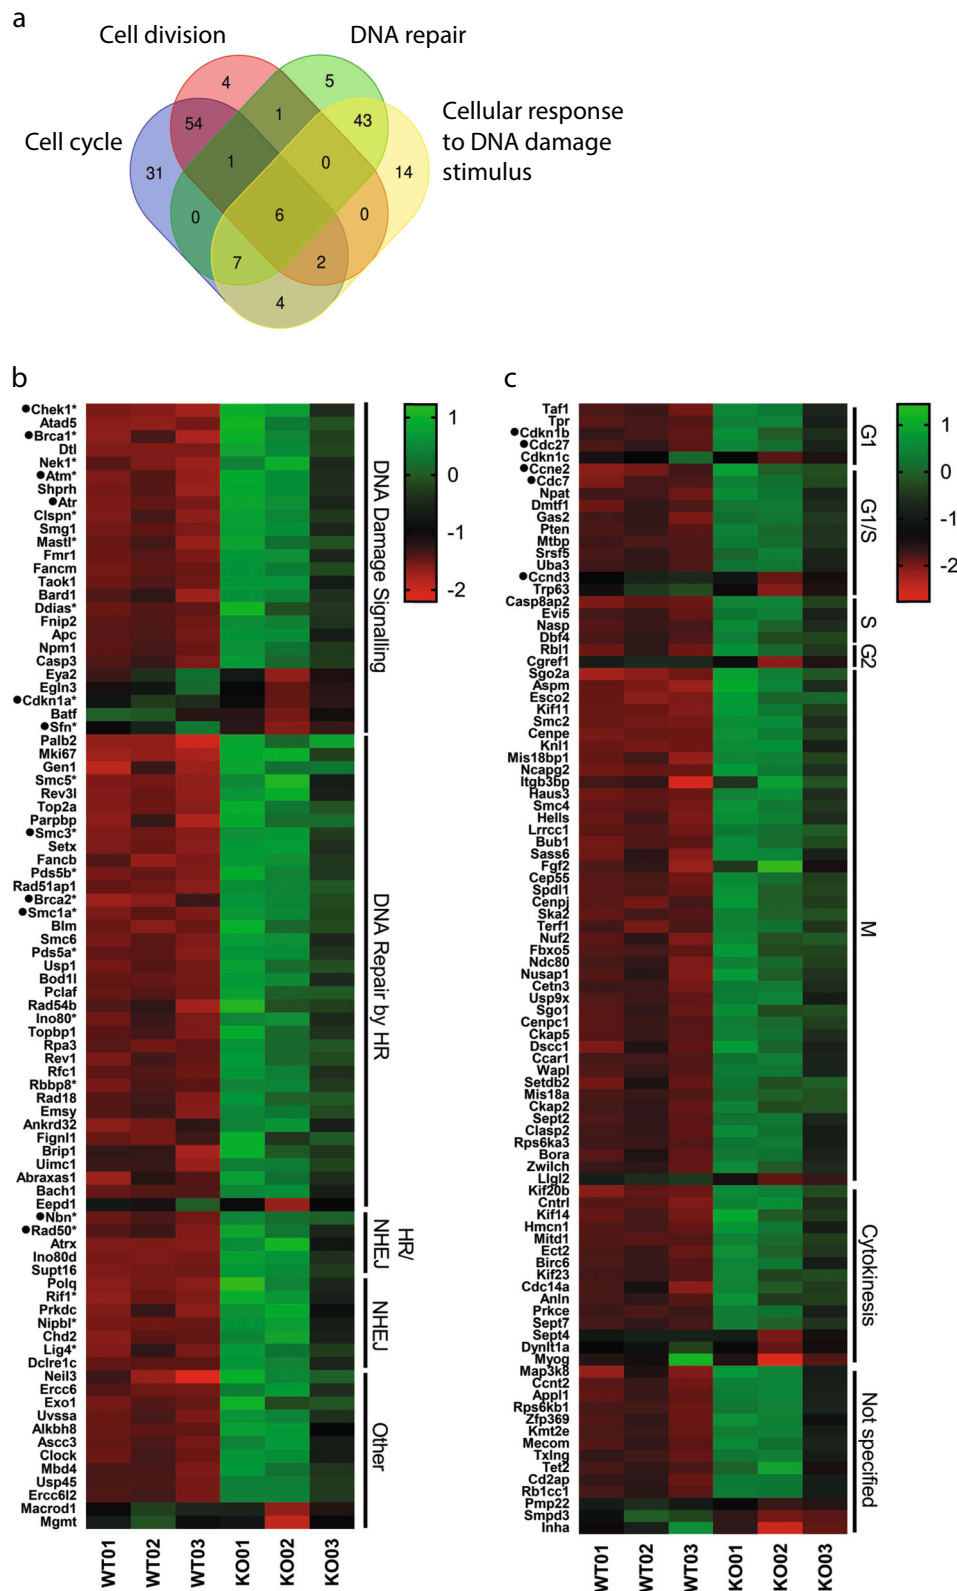 a
Cell division
DNA repair
Cell cycle
Cellular response
to DNA damage
stimulus
4
5
54
1
43
31
1
0
14
0
6
0
7
2
4
b
●Chek1*
Atad5
●Brca1*
Dtl
Nek1*
●Atm*
Shprh
●Atr
Clspn*
Smg1
Mastl*
Fmr1
Fancm
Taok1
Bard1
Ddias*
Fnip2
Apc
Npm1
Casp3
Eya2
Egln3
●Cdkn1a*
Batf
●Sfn*
Palb2
Mki67
Gen1
Smc5*
Rev3l
Top2a
Parpbp
●Smc3*
Setx
Fancb
Pds5b*
Rad51ap1
●Brca2*
●Smc1a*
Blm
Smc6
Pds5a*
Usp1
Bod1l
Pclaf
Rad54b
Ino80*
Topbp1
Rpa3
Rev1
Rfc1
Rbbp8*
Rad18
Emsy
Ankrd32
Fignl1
Brip1
Uimc1
Abraxas1
Bach1
Eepd1
●Nbn*
●Rad50*
Atrx
Ino80d
Supt16
Polq
Rif1*
Prkdc
Nipbl*
Chd2
Lig4*
Dclre1c
Neil3
Ercc6
Exo1
Uvssa
Alkbh8
Ascc3
Clock
Mbd4
Usp45
Ercc6l2
Macrod1
Mgmt
WT01
WT02
WT03
KO01
KO02
KO03
DNA Damage Signalling
DNA Repair by HR
HR/
NHEJ
NHEJ
Other
1
0
-1
-2
c
Taf1
Tpr
●Cdkn1b
●Cdc27
Cdkn1c
●Ccne2
●Cdc7
Npat
Dmtf1
Gas2
Pten
Mtbp
Srsf5
Uba3
●Ccnd3
Trp63
Casp8ap2
Evi5
Nasp
Dbf4
Rbl1
Cgref1
Sgo2a
Aspm
Esco2
Kif11
Smc2
Cenpe
Knl1
Mis18bp1
Ncapg2
Itgb3bp
Haus3
Smc4
Hells
Lrrcc1
Bub1
Sass6
Fgf2
Cep55
Spdl1
Cenpj
Ska2
Terf1
Nuf2
Fbxo5
Ndc80
Nusap1
Cetn3
Usp9x
Sgo1
Cenpc1
Ckap5
Dscc1
Ccar1
Wapl
Setdb2
Mis18a
Ckap2
Sept2
Clasp2
Rps6ka3
Bora
Zwilch
Llgl2
Kif20b
Cntrl
Kif14
Hmcn1
Mitd1
Ect2
Birc6
Kif23
Cdc14a
Anln
Prkce
Sept7
Sept4
Dynlt1a
Myog
Map3k8
Ccnt2
Appl1
Rps6kb1
Zfp369
Kmt2e
Mecom
Txlng
Tet2
Cd2ap
Rb1cc1
Pmp22
Smpd3
Inha
WT01
WT02
WT03
KO01
KO02
KO03
G1
G1/S
S
G2
M
Cytokinesis
Not specified
1
0
-1
-2